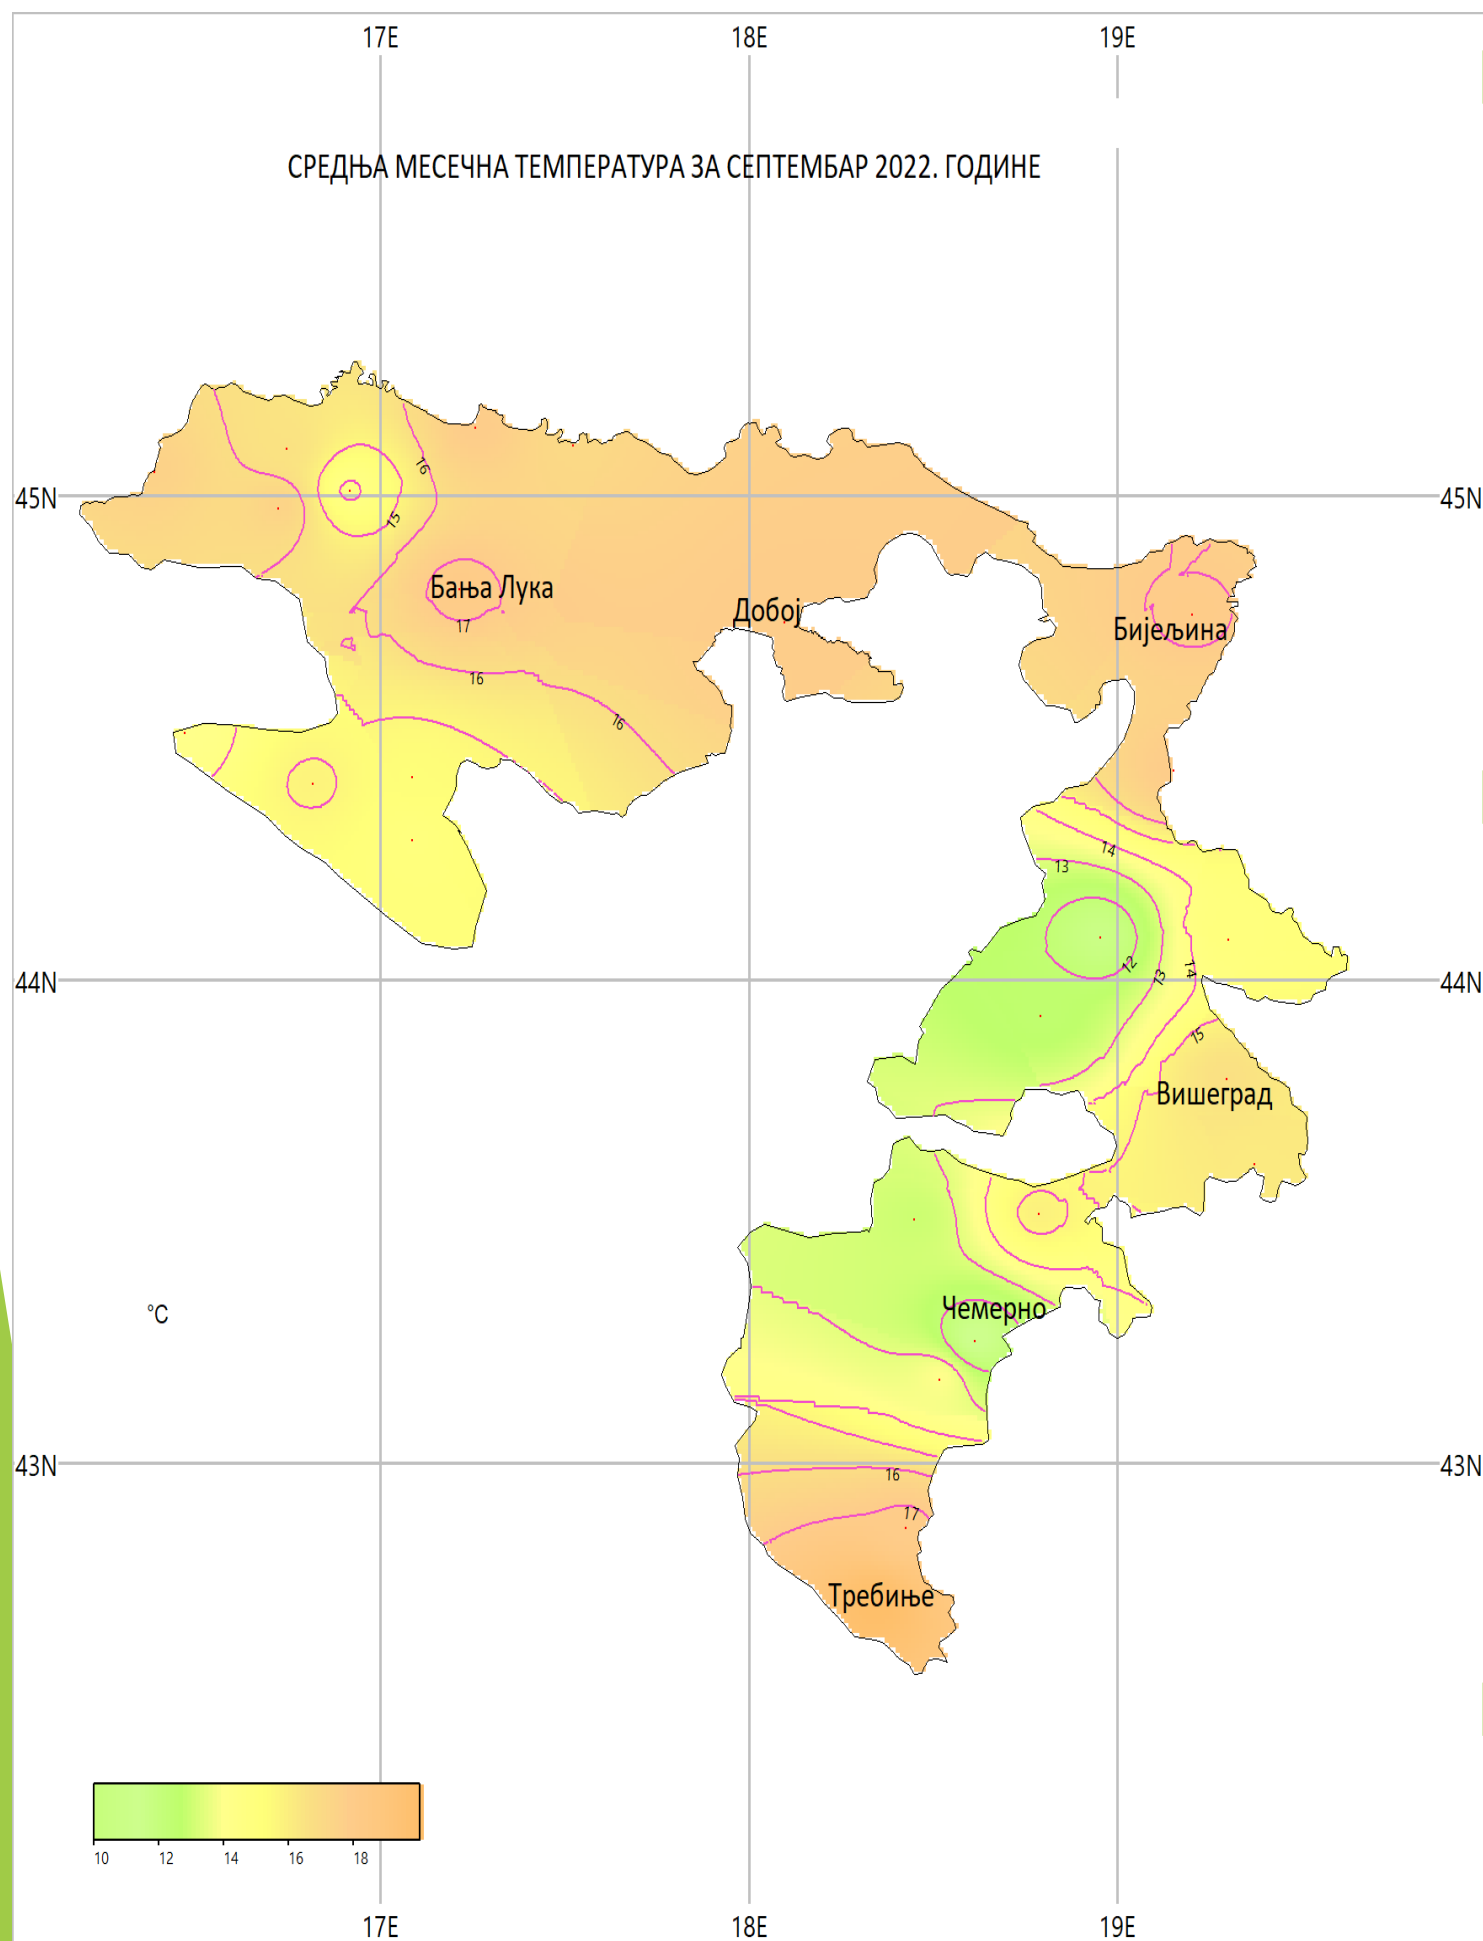 17E 18E 19E
СРЕДЊА МЕСЕЧНА ТЕМПЕРАТУРА ЗА СЕПТЕМБАР 2022. ГОДИНЕ
16
45N 45N
15
Бања Лука
Добој
17
Бијељина
16
16
14
13
12
13
14
44N 44N
15
Вишеград
Чемерно
°C
43N 43N
16
17
Требиње
10 12 14 16 18
17E 18E 19E